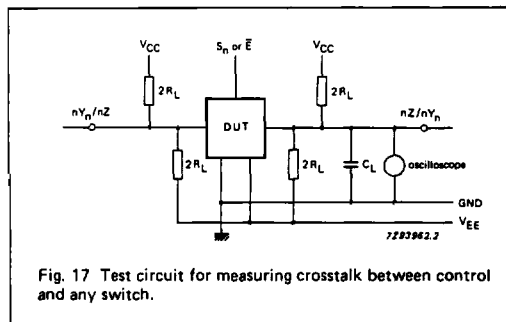 VCC
Sn or E̅
VCC
2RL
2RL
nYn/nZ
nZ/nYn
DUT
2RL
2RL
CL
oscilloscope
GND
VEE
7Z93962.2
Fig. 17 Test circuit for measuring crosstalk between control
and any switch.